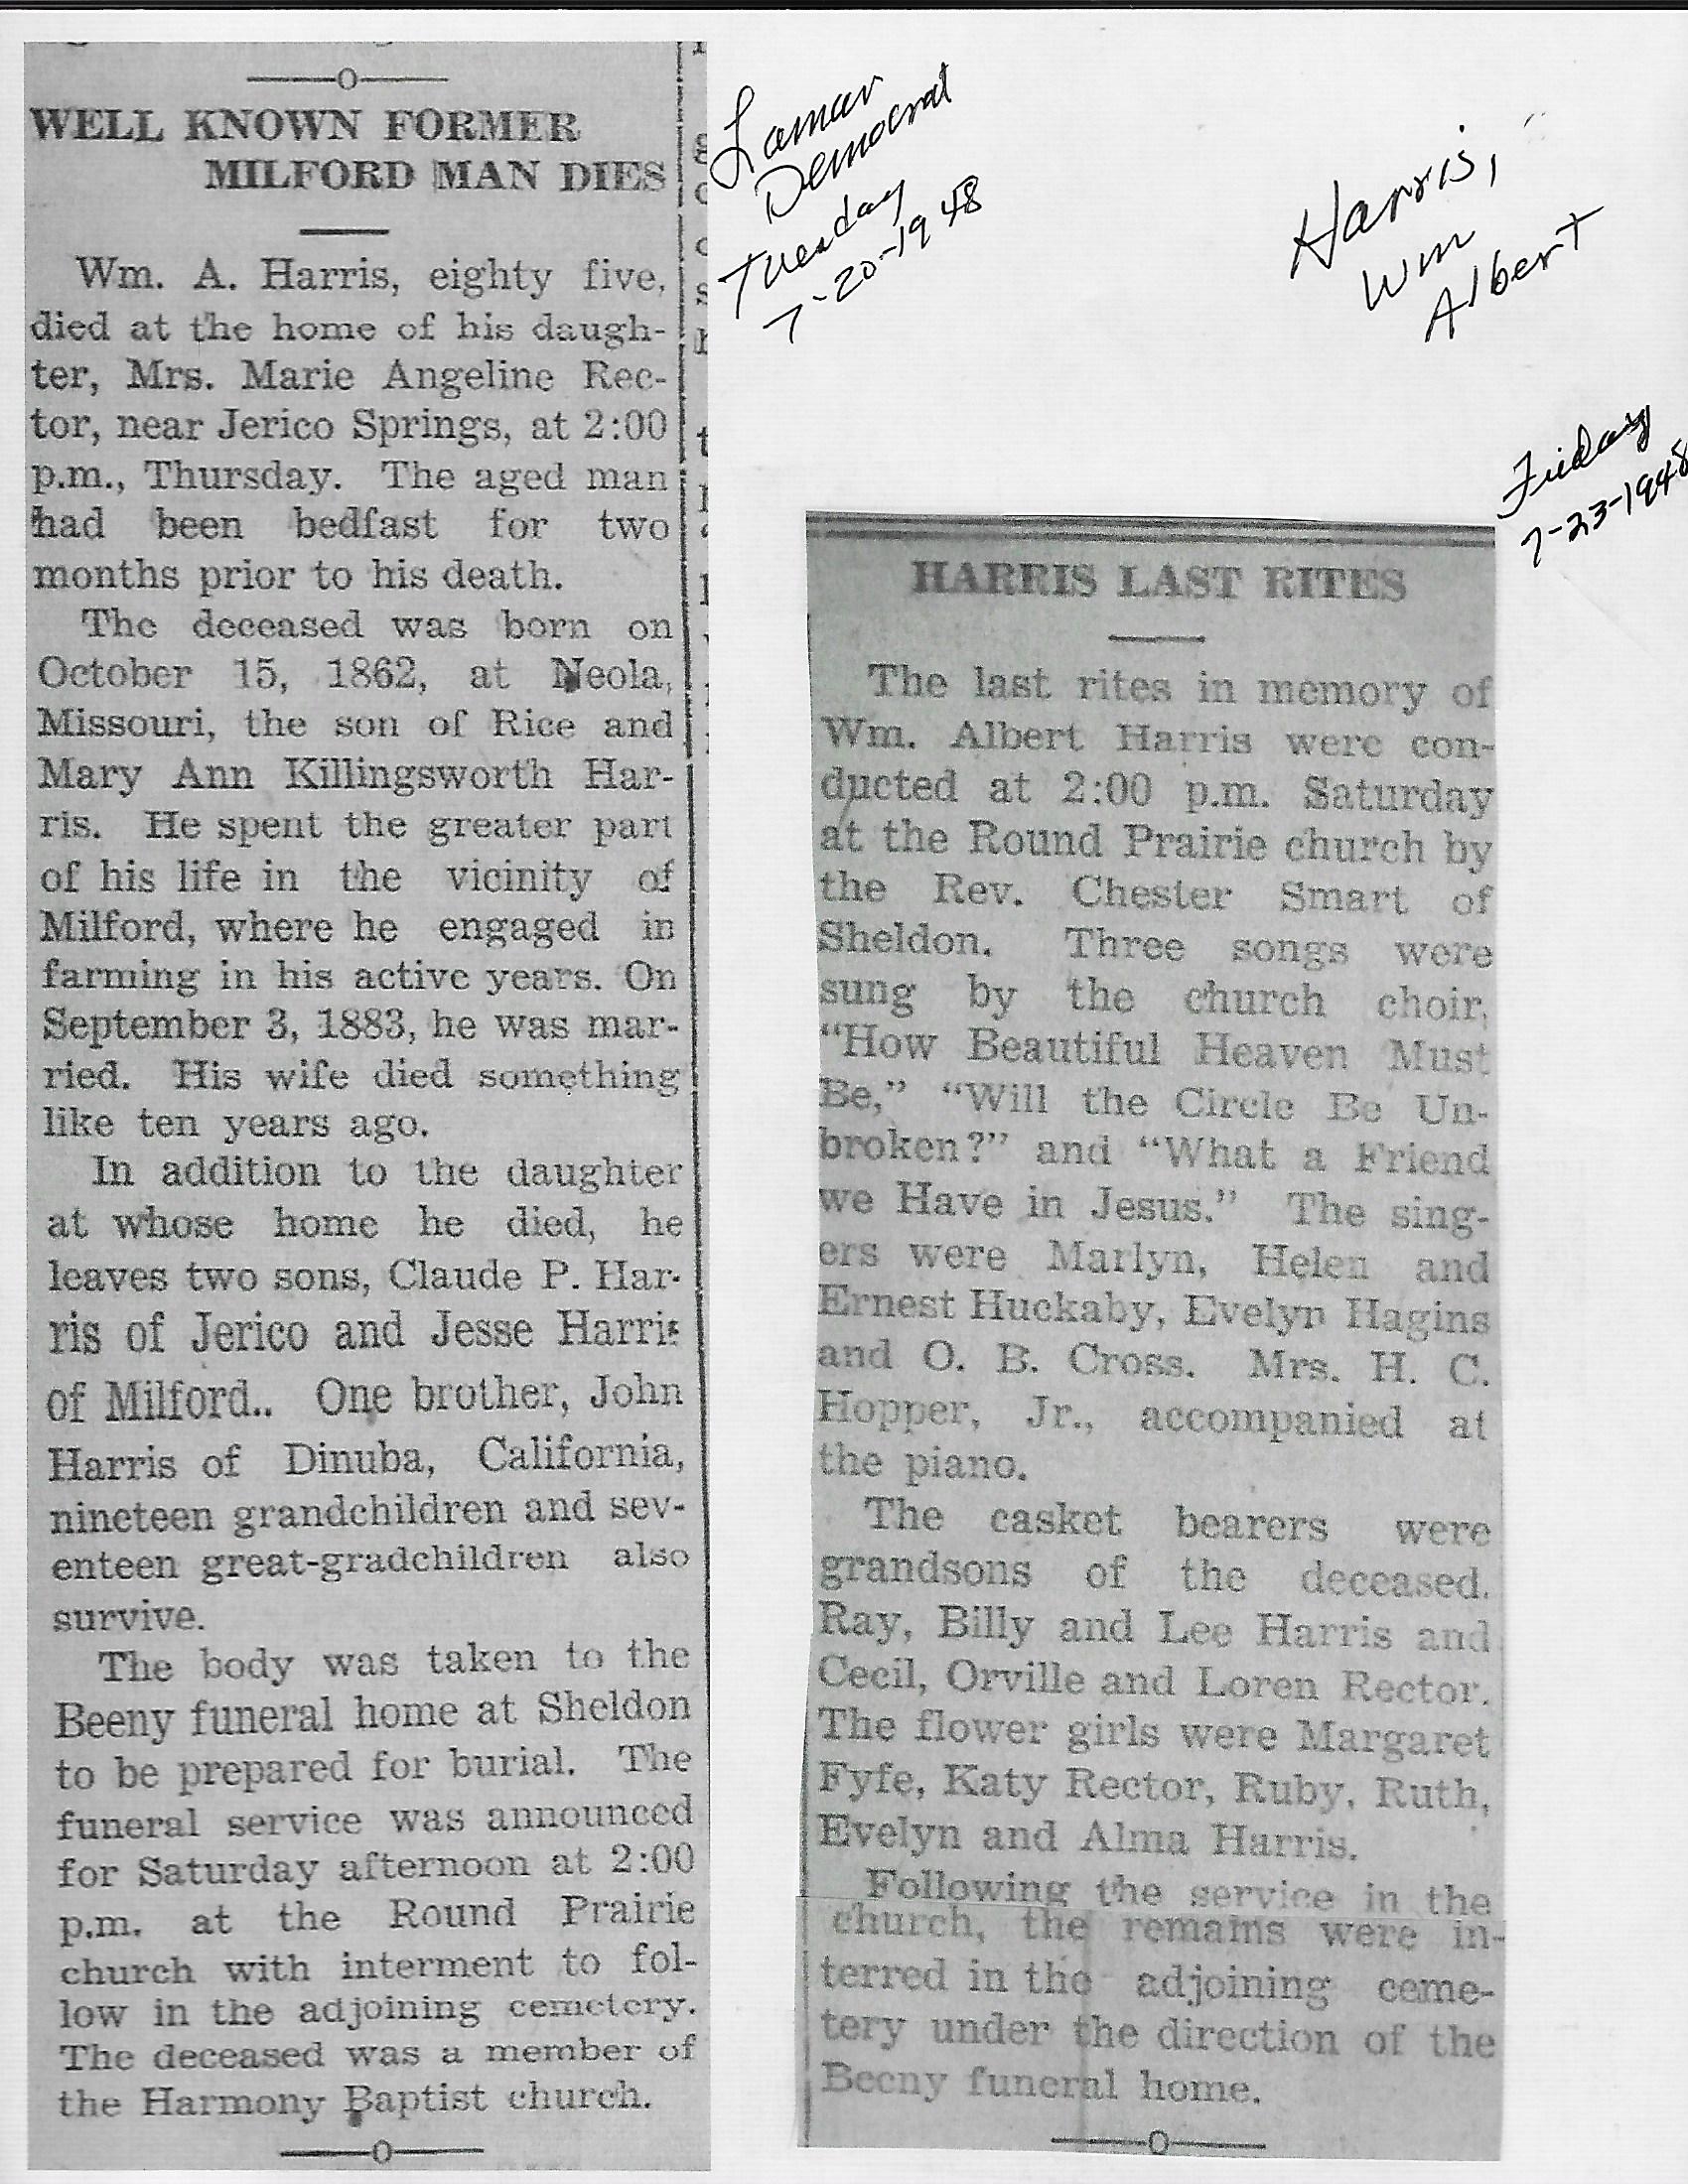 WELL KNOWN FORMER
MILFORD MAN DIES
Wm. A. Harris, eighty five,
died at the home of his daugh-
ter, Mrs. Marie Angeline Rec-
tor, near Jerico Springs, at 2:00
p.m., Thursday. The aged man
had been bedfast for two
months prior to his death.
The deceased was born on
October 15, 1862, at Neola,
Missouri, the son of Rice and
Mary Ann Killingsworth Har-
ris. He spent the greater part
of his life in the vicinity of
Milford, where he engaged in
farming in his active years. On
September 3, 1883, he was mar-
ried. His wife died something
like ten years ago.
In addition to the daughter
at whose home he died, he
leaves two sons, Claude P. Har-
ris of Jerico and Jesse Harris
of Milford.. One brother, John
Harris of Dinuba, California,
nineteen grandchildren and sev-
enteen great-gradchildren also
survive.
The body was taken to the
Beeny funeral home at Sheldon
to be prepared for burial. The
funeral service was announced
for Saturday afternoon at 2:00
p.m. at the Round Prairie
church with interment to fol-
low in the adjoining cemetery.
The deceased was a member of
the Harmony Baptist church.
Lamar
Democrat
Tuesday
7-20-1948
Harris,
Wm
Albert
Friday
7-23-1948
HARRIS LAST RITES
The last rites in memory of
Wm. Albert Harris were con-
ducted at 2:00 p.m. Saturday
at the Round Prairie church by
the Rev. Chester Smart of
Sheldon. Three songs were
sung by the church choir,
"How Beautiful Heaven Must
Be," "Will the Circle Be Un-
broken?" and "What a Friend
we Have in Jesus." The sing-
ers were Marlyn, Helen and
Ernest Huckaby, Evelyn Hagins
and O. B. Cross. Mrs. H. C.
Hopper, Jr., accompanied at
the piano.
The casket bearers were
grandsons of the deceased.
Ray, Billy and Lee Harris and
Cecil, Orville and Loren Rector.
The flower girls were Margaret
Fyfe, Katy Rector, Ruby, Ruth,
Evelyn and Alma Harris.
Following the service in the
church, the remains were in-
terred in the adjoining ceme-
tery under the direction of the
Beeny funeral home.